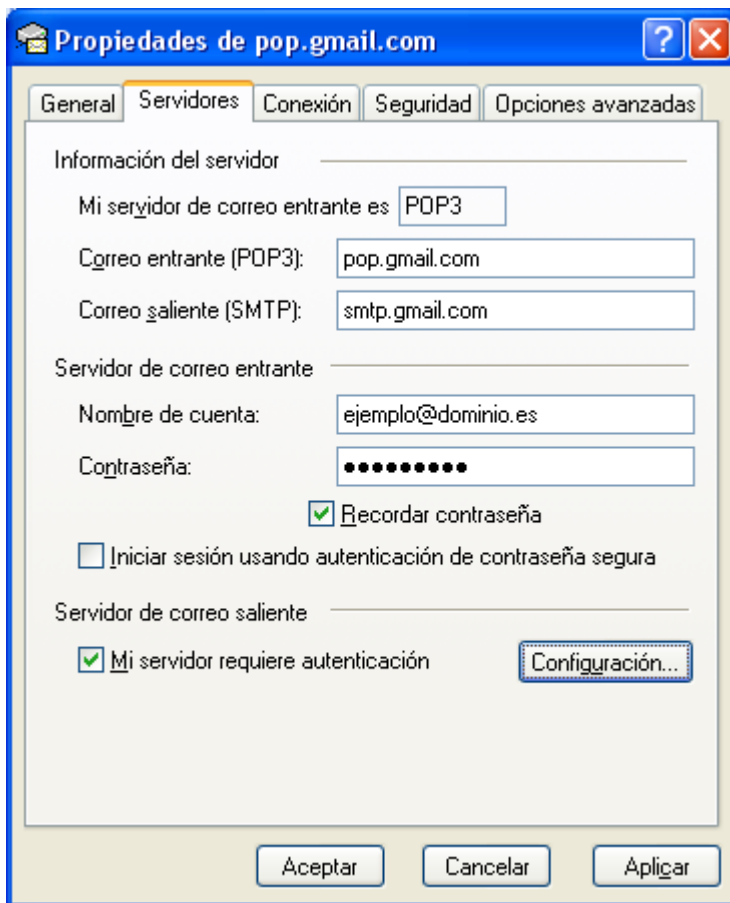 Propiedades de pop.gmail.com
General Servidores Conexión Seguridad Opciones avanzadas
Información del servidor
Mi servidor de correo entrante es POP3
Correo entrante (POP3): pop.gmail.com
Correo saliente (SMTP): smtp.gmail.com
Servidor de correo entrante
Nombre de cuenta: ejemplo@dominio.es
Contraseña: ●●●●●●●●●
Recordar contraseña
Iniciar sesión usando autenticación de contraseña segura
Servidor de correo saliente
Mi servidor requiere autenticación Configuración...
Aceptar Cancelar Aplicar